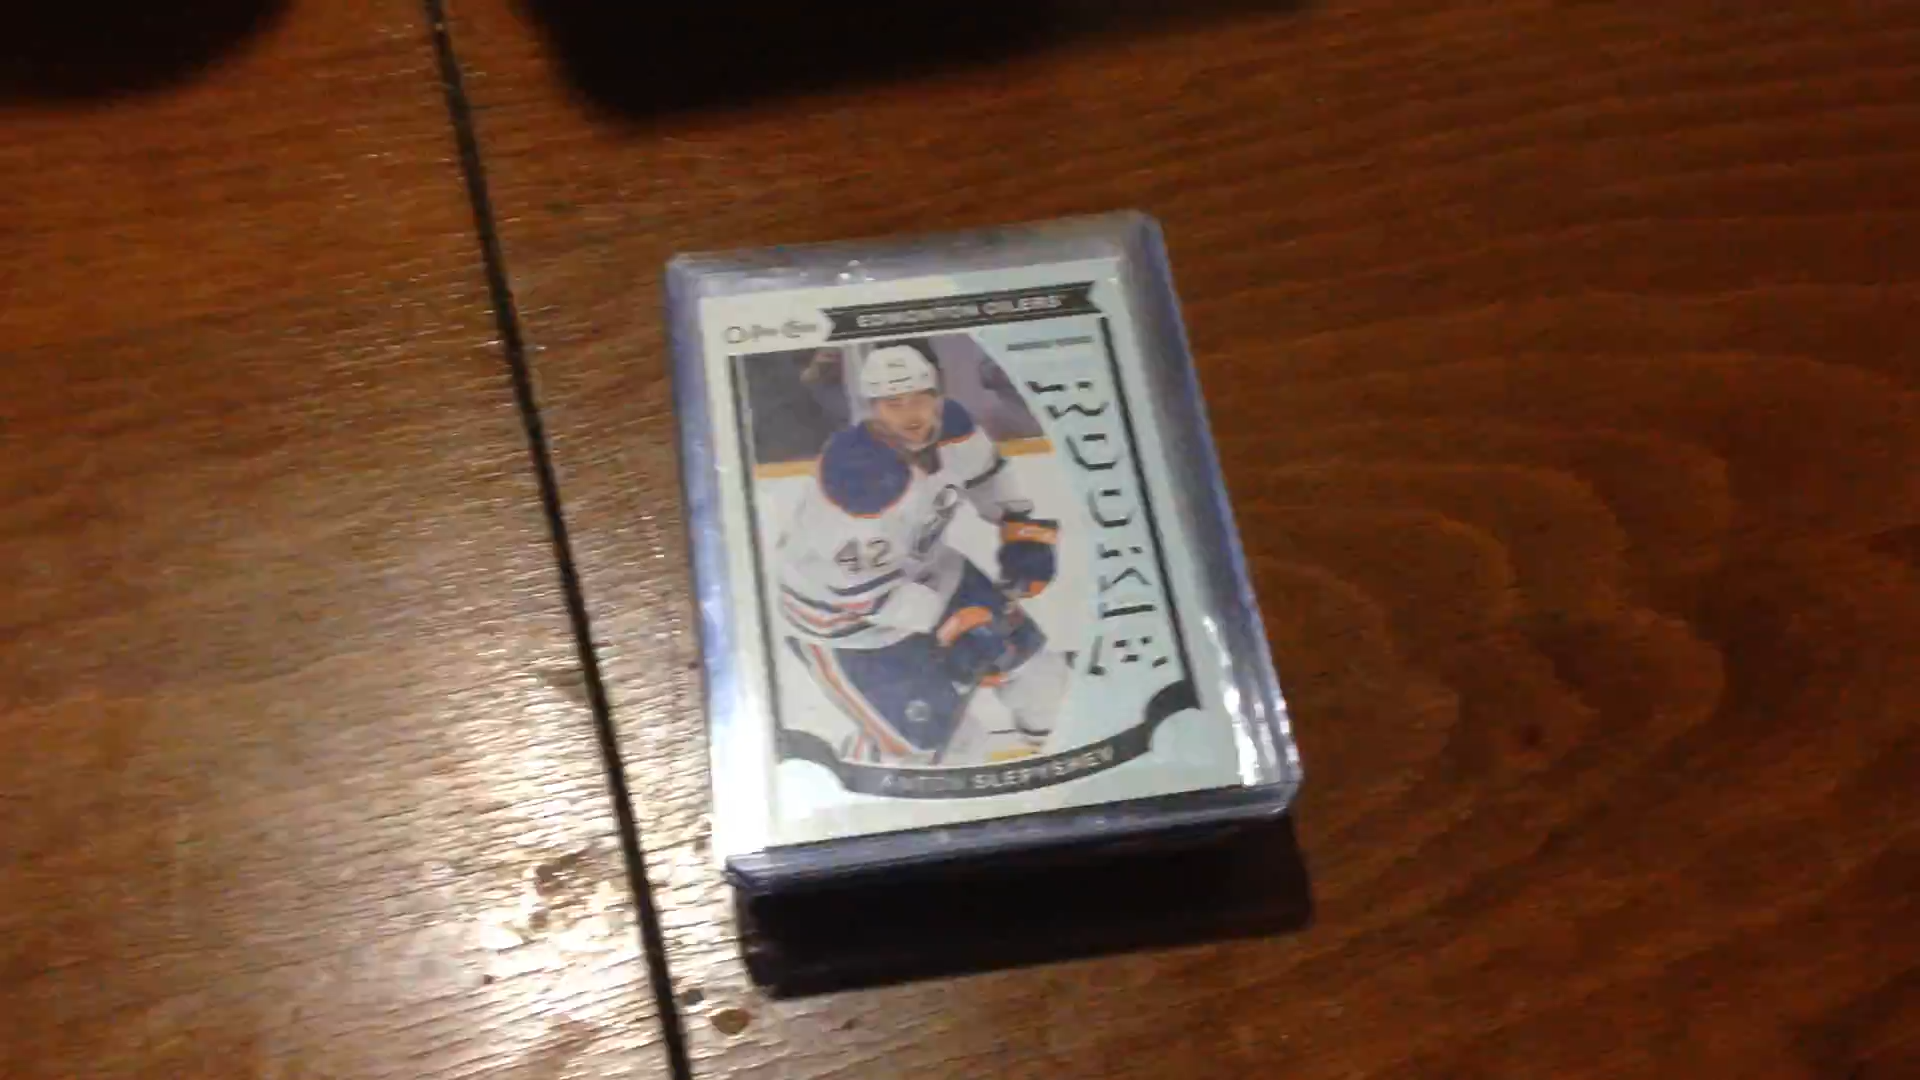 O-Pee-Chee
EDMONTON OILERS
ROOKIE
42
ANTON SLEPYSHEV